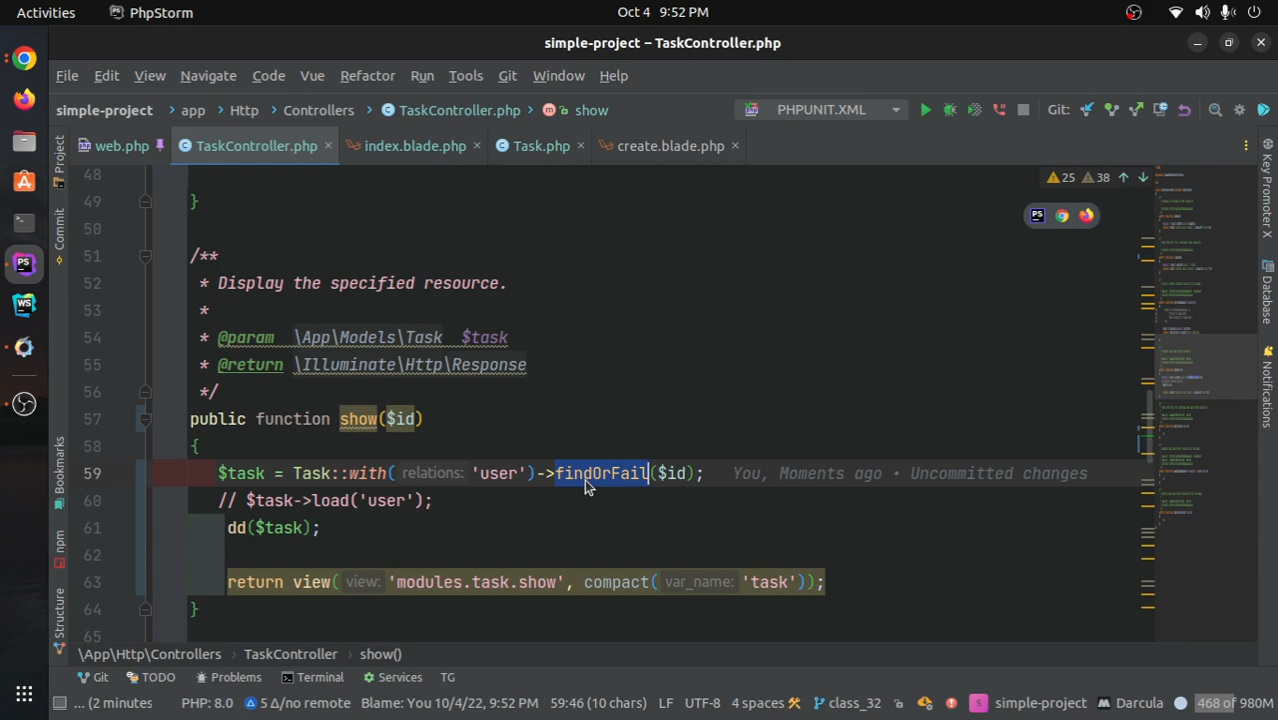 Activities PhpStorm Oct 4 9:52 PM
simple-project – TaskController.php
File Edit View Navigate Code Vue Refactor Run Tools Git Window Help
simple-project app Http Controllers TaskController.php m show PHPUNIT.XML Git:
web.php TaskController.php index.blade.php Task.php create.blade.php
25 38
48
49 }
50
51 /**
52 * Display the specified resource.
53 *
54 * @param \App\Models\Task $task
55 * @return \Illuminate\Http\Response
56 */
57 public function show($id)
58 {
59 $task = Task::with( relations: 'user')->findOrFail($id); You, Moments ago • Uncommitted changes
60 // $task->load('user');
61 dd($task);
62
63 return view( view: 'modules.task.show', compact( var_name: 'task'));
64 }
65
Project
Commit
Bookmarks
npm
Structure
Key Promoter X
Database
Notifications
PS
WS
\App\Http\Controllers TaskController show()
Git TODO Problems Terminal Services TG
... (2 minutes PHP: 8.0 5 Δ/no remote Blame: You 10/4/22, 9:52 PM 59:46 (10 chars) LF UTF-8 4 spaces class_32 S simple-project Darcula 468 of 980M